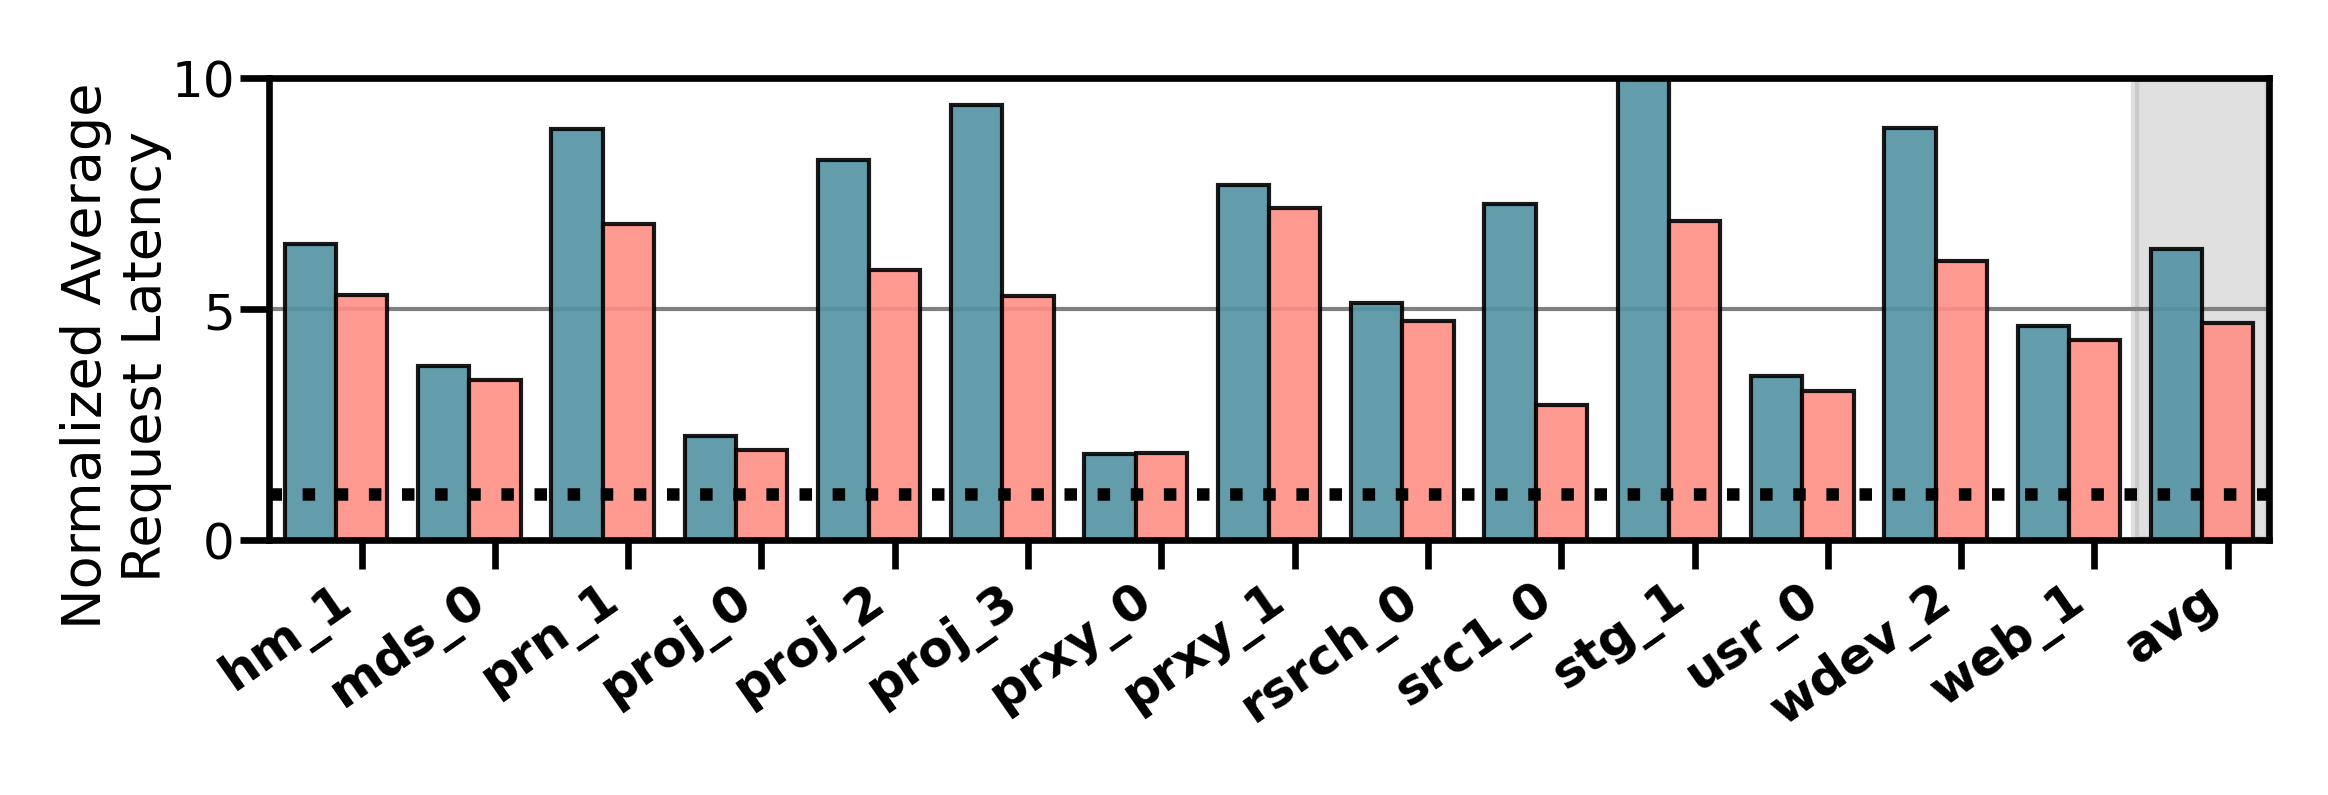 Normalized Average
Request Latency
10
5
0
hm_1
mds_0
prn_1
proj_0
proj_2
proj_3
prxy_0
prxy_1
rsrch_0
src1_0
stg_1
usr_0
wdev_2
web_1
avg